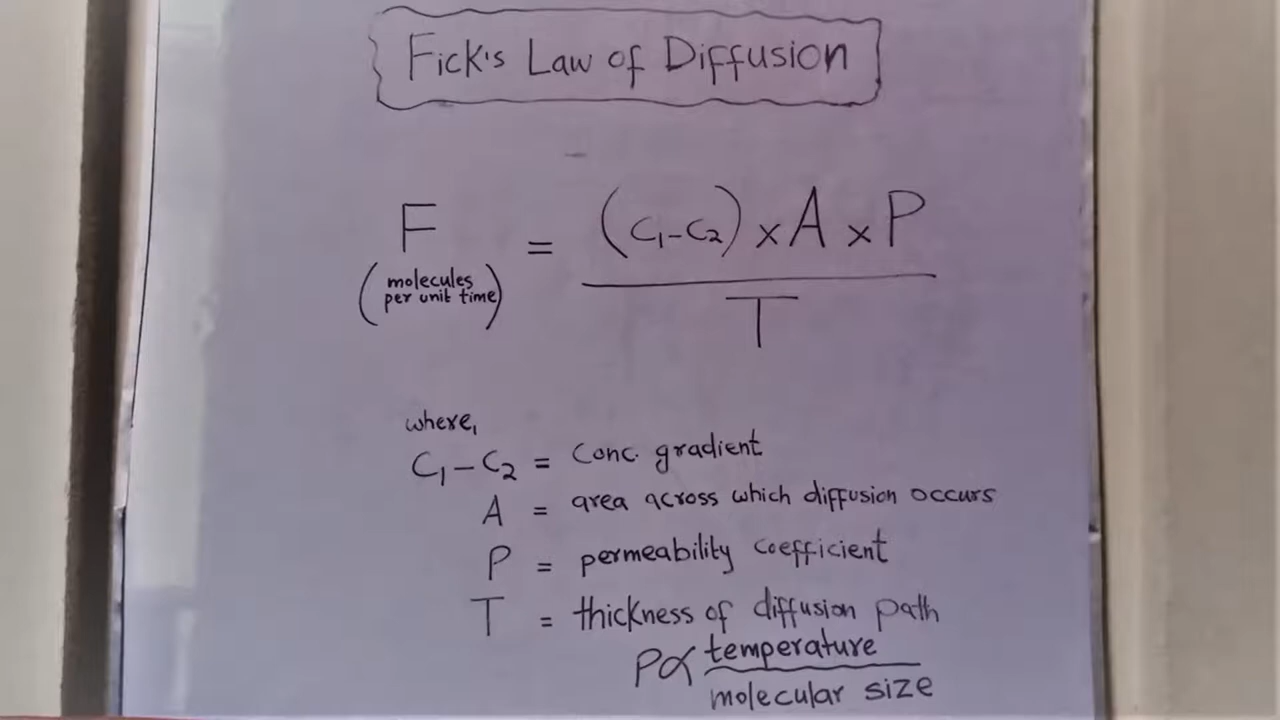 Fick's Law of Diffusion
F (molecules per unit time) = (C₁-C₂) × A × P / T
where,
C₁-C₂ = Conc. gradient
A = area across which diffusion occurs
P = permeability coefficient
T = thickness of diffusion path
P∝ temperature / molecular size